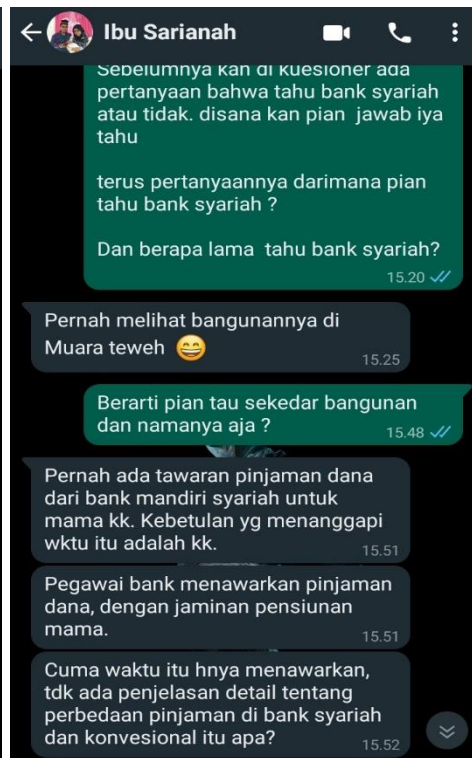 Ibu Sarianah
Sebelumnya kan di kuesioner ada
pertanyaan bahwa tahu bank syariah
atau tidak. disana kan pian jawab iya
tahu
terus pertanyaannya darimana pian
tahu bank syariah ?
Dan berapa lama tahu bank syariah?
15.20
Pernah melihat bangunannya di
Muara teweh 😄
15.25
Berarti pian tau sekedar bangunan
dan namanya aja ?
15.48
Pernah ada tawaran pinjaman dana
dari bank mandiri syariah untuk
mama kk. Kebetulan yg menanggapi
wktu itu adalah kk.
15.51
Pegawai bank menawarkan pinjaman
dana, dengan jaminan pensiunan
mama.
15.51
Cuma waktu itu hnya menawarkan,
tdk ada penjelasan detail tentang
perbedaan pinjaman di bank syariah
dan konvesional itu apa?
15.52